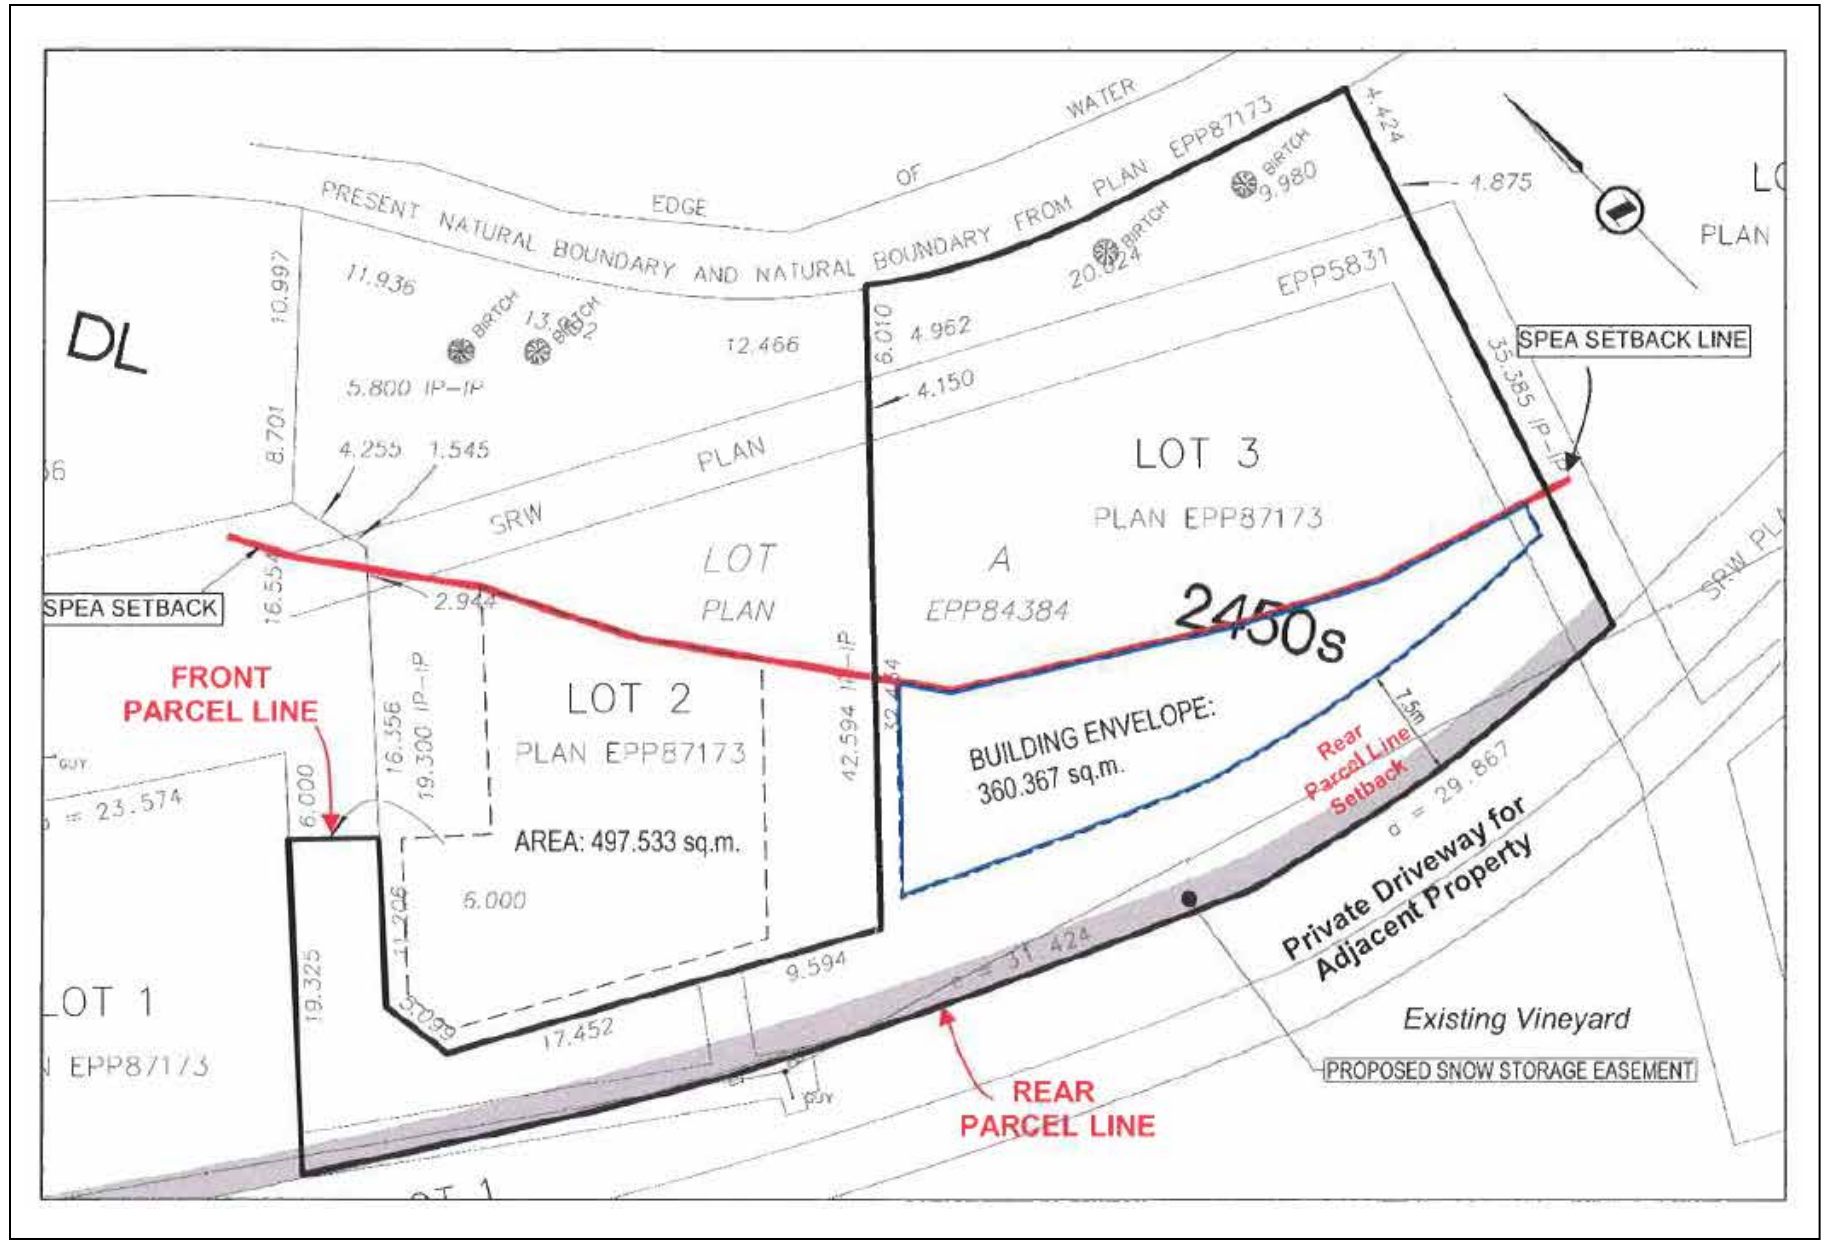 WATER
OF
EDGE
PRESENT NATURAL BOUNDARY AND NATURAL BOUNDARY FROM PLAN EPP87173
4.424
4.875
BIRTCH
9.980
BIRTCH
20.024
EPP5831
PLAN
10.997
11.936
BIRTCH
BIRTCH
12.466
6.010
4.962
4.150
DL
5.800 IP-IP
8.701
4.255
1.545
PLAN
SRW
SPEA SETBACK LINE
35.385 IP-IP
LOT 3
PLAN EPP87173
LOT A
PLAN EPP84384
2450s
SRW PLA
16.554
SPEA SETBACK
2.944
FRONT
PARCEL LINE
16.356
19.300 IP-IP
LOT 2
PLAN EPP87173
AREA: 497.533 sq.m.
42.594 IP-IP
BUILDING ENVELOPE:
360.367 sq.m.
7.5m
Rear
Parcel Line
Setback
a = 29.867
GUY
= 23.574
6.000
6.000
11.206
19.325
5.099
17.452
9.594
= 31.424
Private Driveway for
Adjacent Property
Existing Vineyard
PROPOSED SNOW STORAGE EASEMENT
LOT 1
EPP87173
GUY
REAR
PARCEL LINE